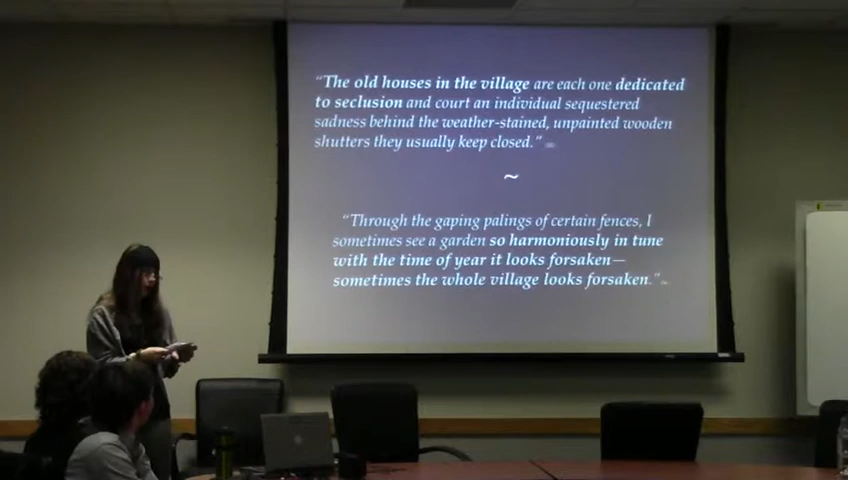 "The old houses in the village are each one dedicated
to seclusion and court an individual sequestered
sadness behind the weather-stained, unpainted wooden
shutters they usually keep closed."
~
"Through the gaping palings of certain fences, I
sometimes see a garden so harmoniously in tune
with the time of year it looks forsaken—
sometimes the whole village looks forsaken."